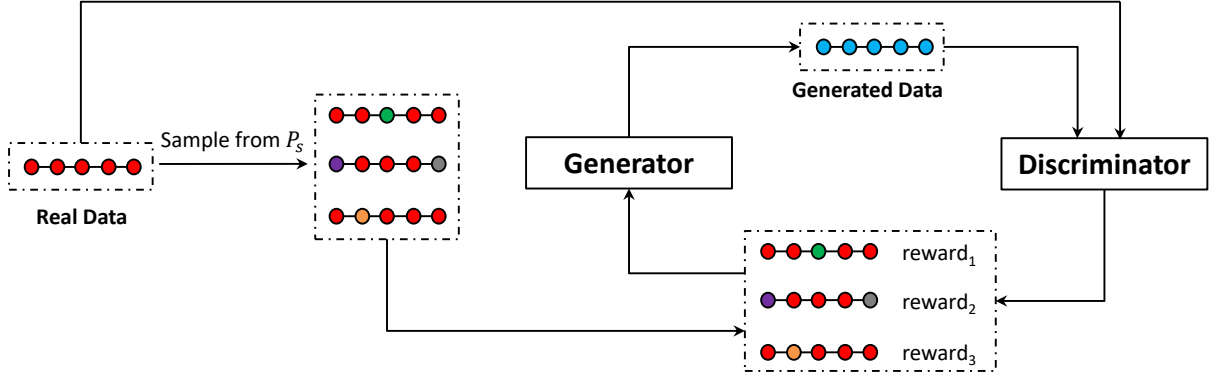 Generated Data
Sample from Pₛ
Generator
Discriminator
Real Data
reward₁
reward₂
reward₃